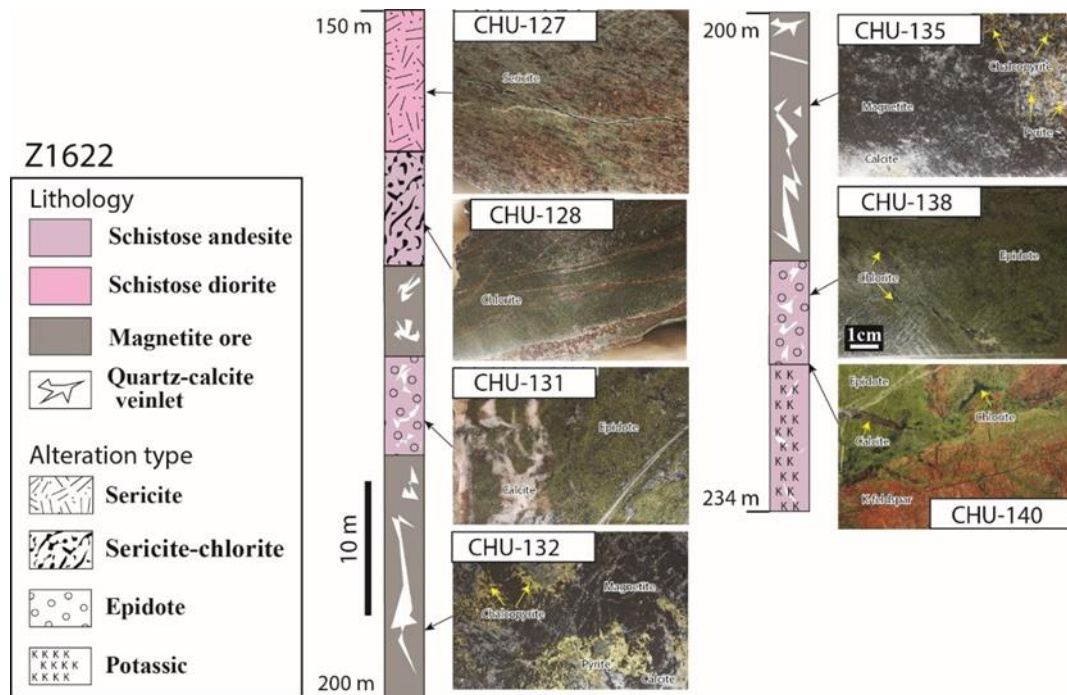 Z1622
Lithology
Schistose andesite
Schistose diorite
Magnetite ore
Quartz-calcite
veinlet
Alteration type
Sericite
Sericite-chlorite
Epidote
K K K K
K K K K
K K K K
Potassic
150 m
10 m
200 m
CHU-127
Sericite
CHU-128
Chlorite
CHU-131
Epidote
Calcite
CHU-132
Magnetite
Chalcopyrite
Pyrite
Calcite
200 m
K K K K
K K K
K K K K
K K K
K K K K
K K K
K K K K
K K K
K K K K
234 m
CHU-135
Chalcopyrite
Magnetite
Pyrite
Calcite
CHU-138
Epidote
Chlorite
1cm
Epidote
Chlorite
Calcite
K-feldspar
CHU-140